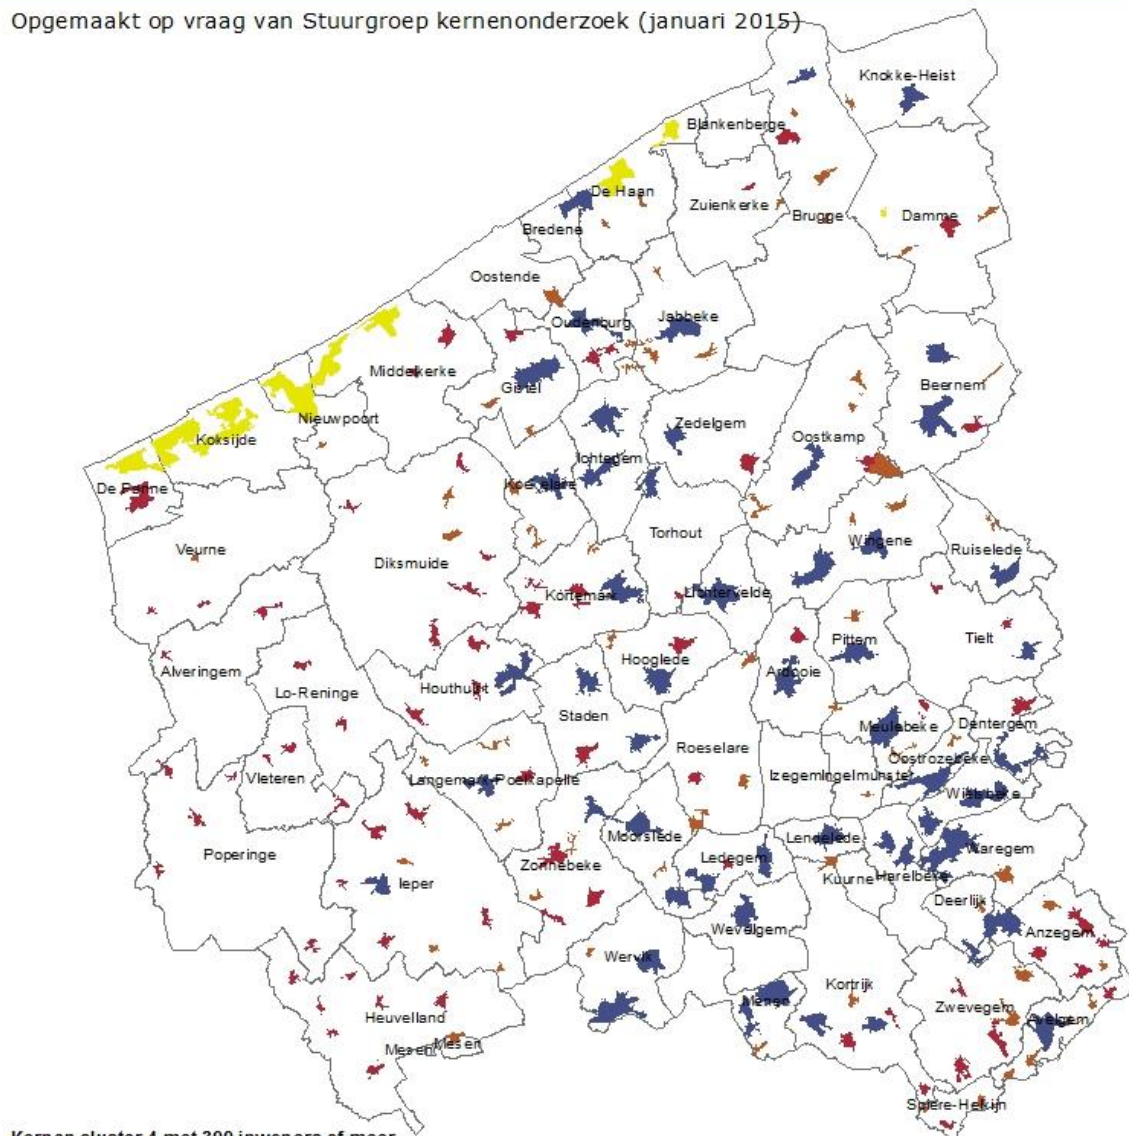 Opgemaakt op vraag van Stuurgroep kernenonderzoek (januari 2015)
Knokke-Heist
Blankenberge
De Haan
Zuienkerke
Brugge
Damme
Bredene
Oostende
Oudenburg
Jabbeke
Middelkerke
Gistel
Beernem
Nieuwpoort
Koksijde
Zedelgem
Oostkamp
Ichtegem
De Panne
Koekelare
Torhout
Veurne
Wingene
Ruiselede
Diksmuide
Kortemark
Lichtervelde
Pittem
Tielt
Hooglede
Alveringem
Ardooie
Lo-Reninge
Houthulst
Staden
Meulebeke
Dentergem
Roeselare
Oostrozebeke
Vleteren
Langemark-Poelkapelle
Izegem
Ingelmunster
Wielsbeke
Moorslede
Lendelede
Waregem
Poperinge
Ledegem
Zonnebeke
Kuurne
Harelbeke
Ieper
Deerlijk
Wevelgem
Anzegem
Wervik
Kortrijk
Menen
Zwevegem
Heuvelland
Avelgem
Mesen
Mesen
Spiere-Helkijn
Kernen cluster 4 met 300 inwoners of meer